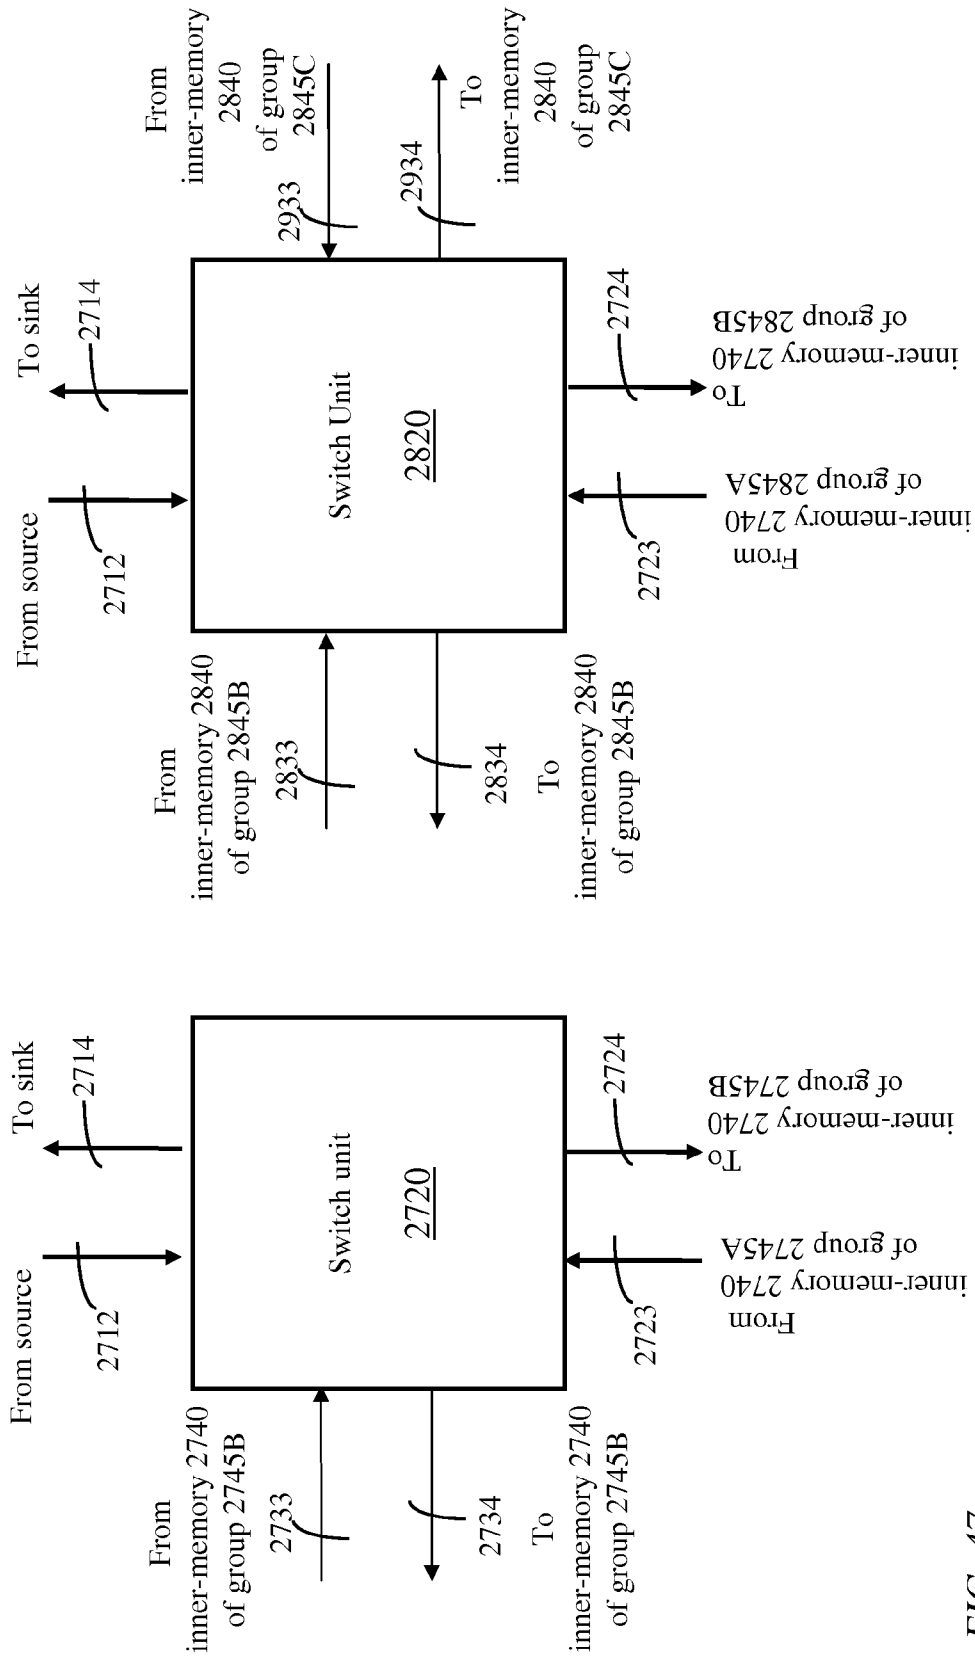 From source
2712
To sink
2714
From
inner-memory 2740
of group 2745B
2733
Switch unit
2720
2734
To
inner-memory 2740
of group 2745B
2723
From
inner-memory 2740
of group 2745A
2724
To
inner-memory 2740
of group 2745B
From source
2712
To sink
2714
From
inner-memory 2840
of group 2845B
2833
Switch Unit
2820
2834
To
inner-memory 2840
of group 2845B
From
inner-memory
2840
of group
2845C
2933
2934
To
inner-memory
2840
of group
2845C
2723
From
inner-memory 2740
of group 2845A
2724
To
inner-memory 2740
of group 2845B
FIG. 47